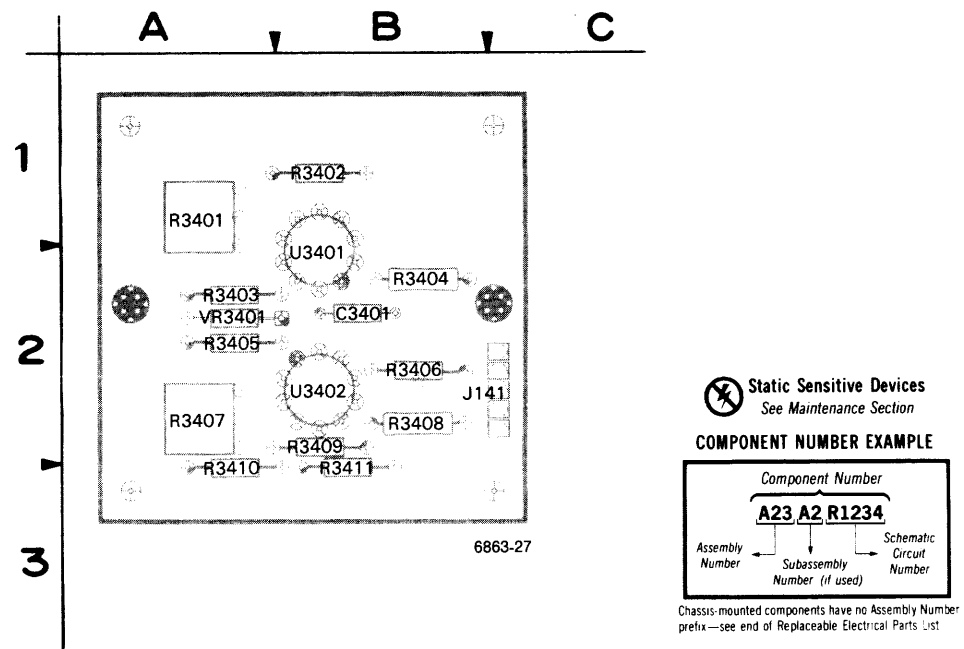 A B C
1
R3402
R3401
U3401
R3404
R3403
VR3401
C3401
R3405
2
R3406
U3402
J141
R3407
R3408
R3409
R3410
R3411
6863-27
3
Static Sensitive Devices
See Maintenance Section
COMPONENT NUMBER EXAMPLE
Component Number
A23 A2 R1234
Assembly
Number
Subassembly
Number (if used)
Schematic
Circuit
Number
Chassis-mounted components have no Assembly Number
prefix—see end of Replaceable Electrical Parts List